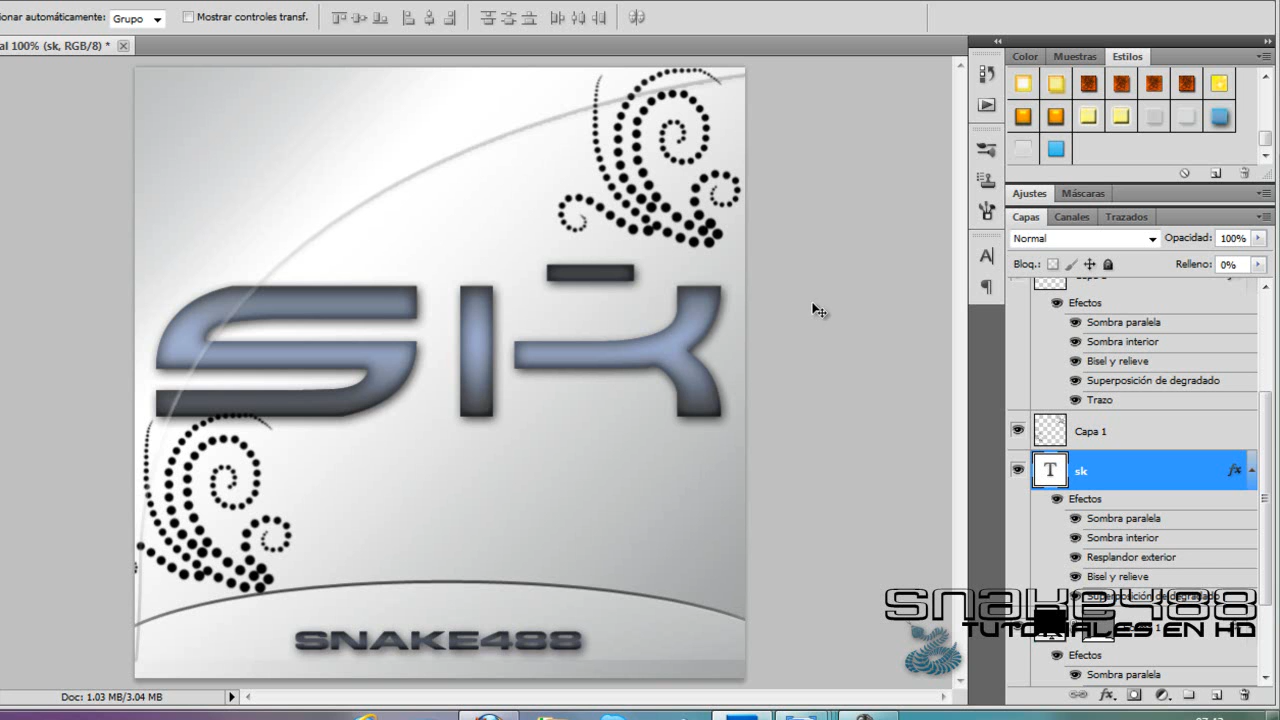 onar automáticamente: Grupo Mostrar controles transf.
al 100% (sk, RGB/8) *
Color Muestras Estilos
Ajustes Máscaras
Capas Canales Trazados
Normal Opacidad: 100%
Bloq.: Relleno: 0%
Efectos
Sombra paralela
Sombra interior
Bisel y relieve
Superposición de degradado
Trazo
Capa 1
T sk fx
Efectos
Sombra paralela
Sombra interior
Resplandor exterior
Bisel y relieve
Superposición de degradado
Efectos
Sombra paralela
SK
SNAKE488
snake488
TUTORIALES EN HD
Doc: 1.03 MB/3.04 MB